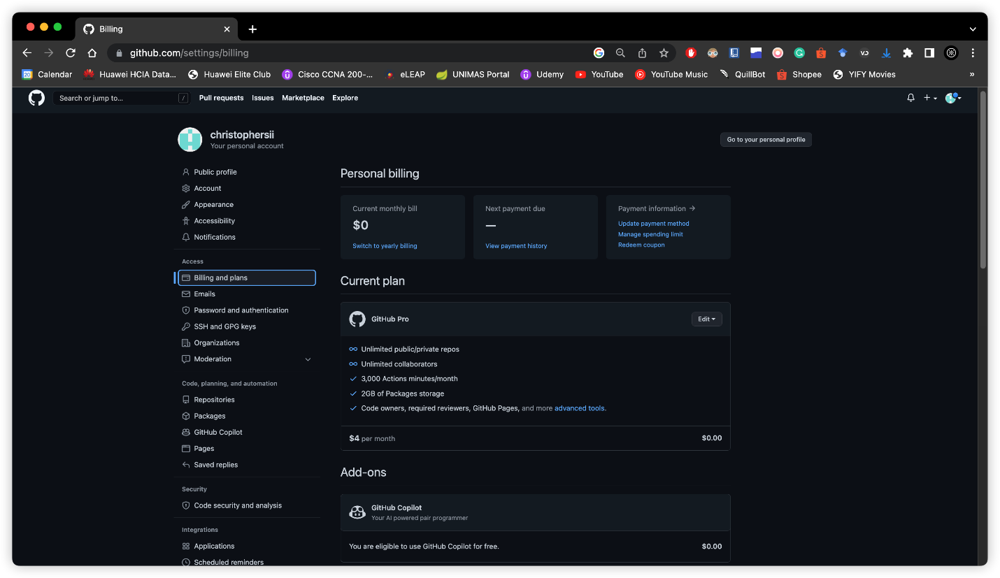 Billing
github.com/settings/billing
20 Calendar
Huawei HCIA Data...
Huawei Elite Club
Cisco CCNA 200-...
eLEAP
UNIMAS Portal
Udemy
YouTube
YouTube Music
QuillBot
Shopee
YIFY Movies
»
Search or jump to... /
Pull requests
Issues
Marketplace
Explore
christophersii
Your personal account
Go to your personal profile
Public profile
Account
Appearance
Accessibility
Notifications
Access
Billing and plans
Emails
Password and authentication
SSH and GPG keys
Organizations
Moderation
Code, planning, and automation
Repositories
Packages
GitHub Copilot
Pages
Saved replies
Security
Code security and analysis
Integrations
Applications
Scheduled reminders
Personal billing
Current monthly bill
$0
Switch to yearly billing
Next payment due
—
View payment history
Payment information →
Update payment method
Manage spending limit
Redeem coupon
Current plan
GitHub Pro
Edit
Unlimited public/private repos
Unlimited collaborators
3,000 Actions minutes/month
2GB of Packages storage
Code owners, required reviewers, GitHub Pages, and more advanced tools.
$4 per month
$0.00
Add-ons
GitHub Copilot
Your AI powered pair programmer
You are eligible to use GitHub Copilot for free.
$0.00